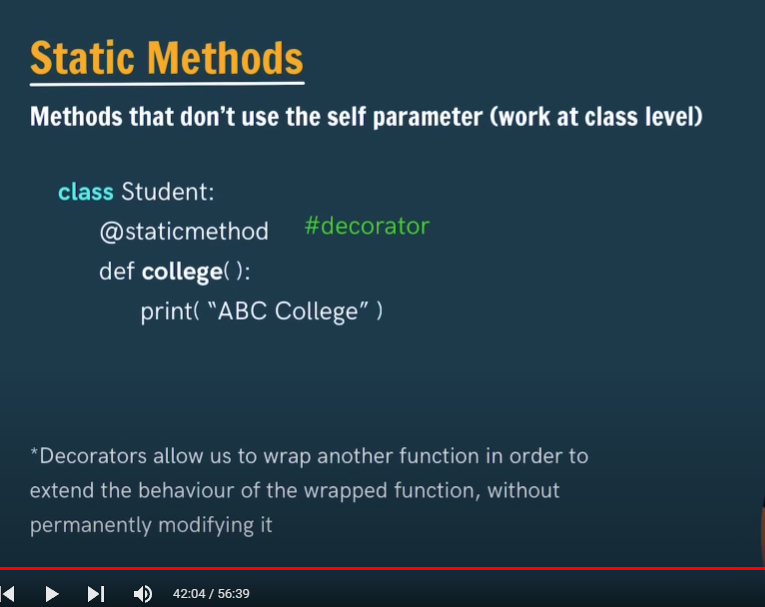 Static Methods
Methods that don't use the self parameter (work at class level)
class Student:
@staticmethod #decorator
def college( ):
print( “ABC College” )
*Decorators allow us to wrap another function in order to
extend the behaviour of the wrapped function, without
permanently modifying it
42:04 / 56:39